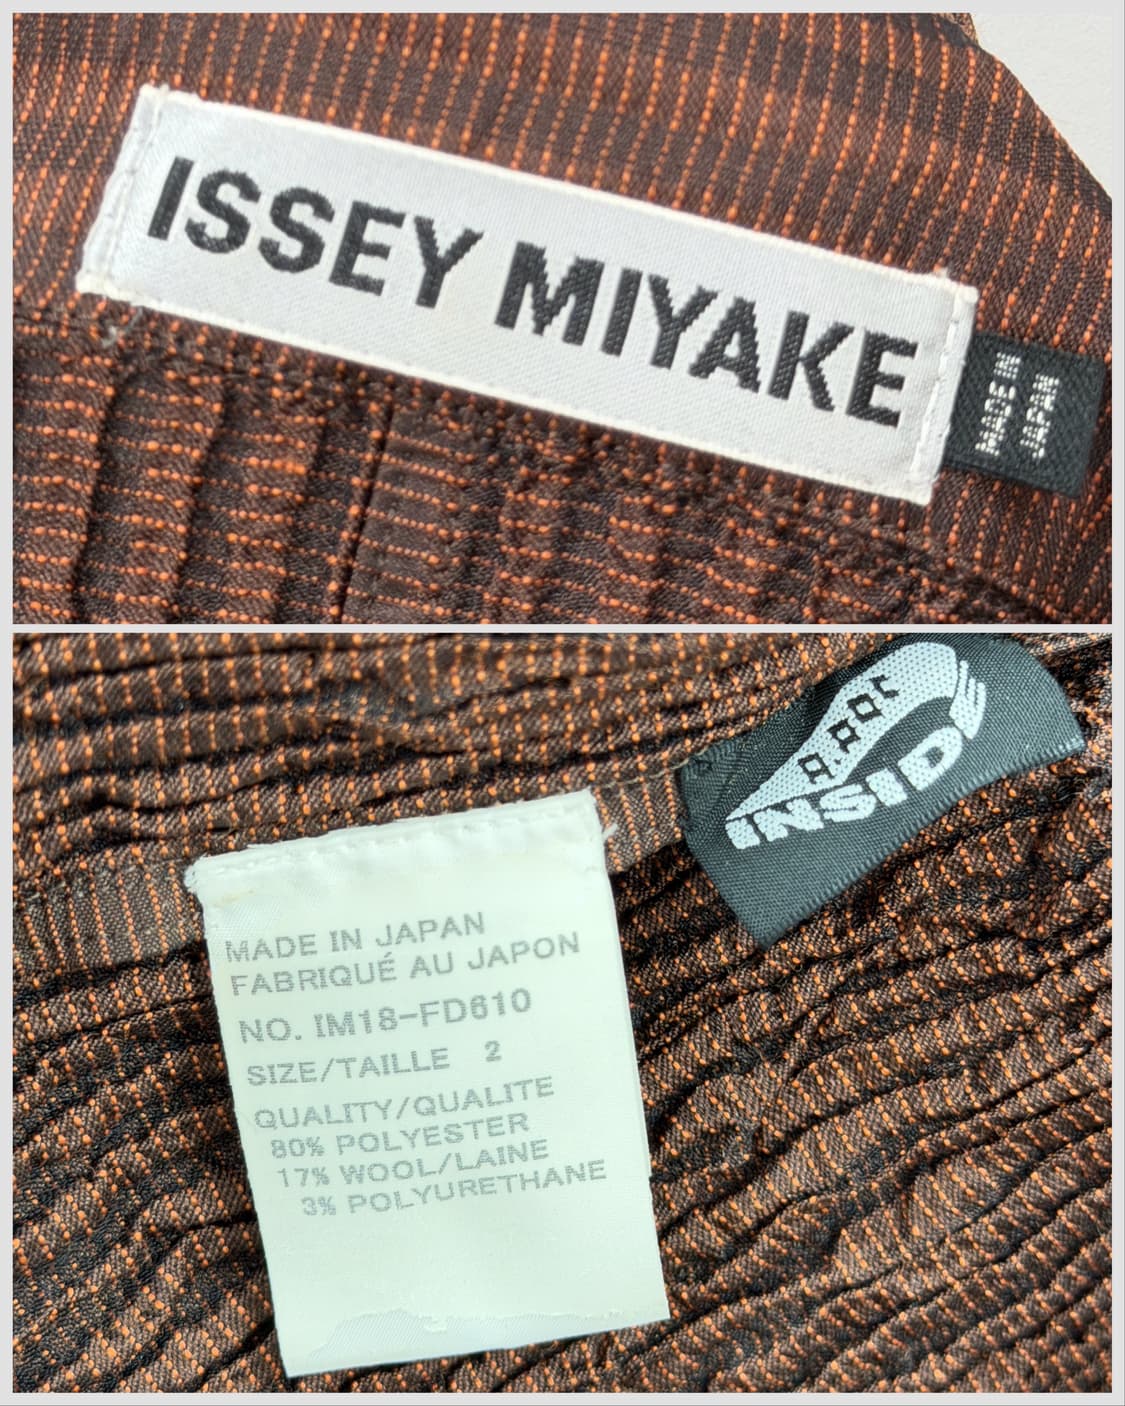 ISSEY MIYAKE
MADE IN
JAPAN
a.poc
INSIDE
MADE IN JAPAN
FABRIQUÉ AU JAPON
NO. IM18-FD610
SIZE/TAILLE 2
QUALITY/QUALITE
80% POLYESTER
17% WOOL/LAINE
3% POLYURETHANE